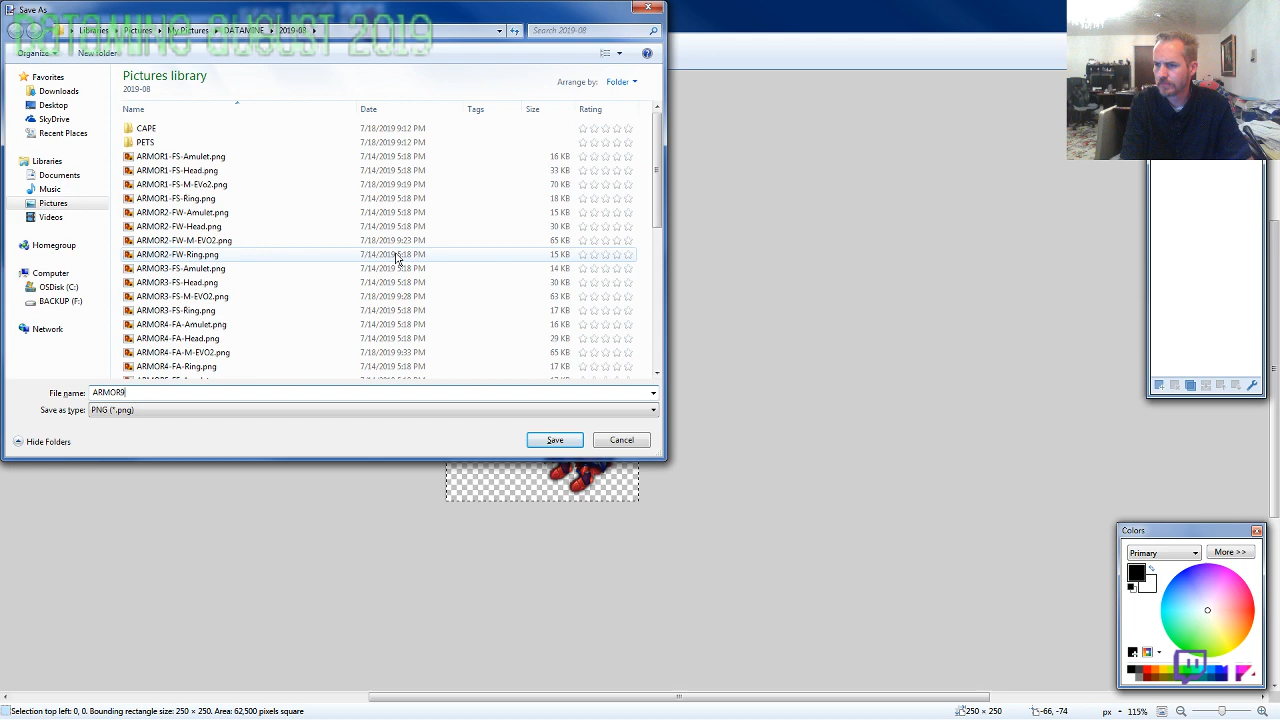 Save As
DATAMINING AUGUST 2019
Libraries Pictures My Pictures DATAMINE 2019-08 Search 2019-08
Organize New folder
Favorites
Downloads
Desktop
SkyDrive
Recent Places
Libraries
Documents
Music
Pictures
Videos
Homegroup
Computer
OSDisk (C:)
BACKUP (F:)
Network
Pictures library
2019-08
Arrange by: Folder
Name Date Tags Size Rating
CAPE 7/18/2019 9:12 PM
PETS 7/18/2019 9:12 PM
ARMOR1-FS-Amulet.png 7/14/2019 5:18 PM 16 KB
ARMOR1-FS-Head.png 7/14/2019 5:18 PM 33 KB
ARMOR1-FS-M-EVo2.png 7/18/2019 9:19 PM 70 KB
ARMOR1-FS-Ring.png 7/14/2019 5:18 PM 18 KB
ARMOR2-FW-Amulet.png 7/14/2019 5:18 PM 15 KB
ARMOR2-FW-Head.png 7/14/2019 5:18 PM 30 KB
ARMOR2-FW-M-EVO2.png 7/18/2019 9:23 PM 65 KB
ARMOR2-FW-Ring.png 7/14/2019 5:18 PM 15 KB
ARMOR3-FS-Amulet.png 7/14/2019 5:18 PM 14 KB
ARMOR3-FS-Head.png 7/14/2019 5:18 PM 30 KB
ARMOR3-FS-M-EVO2.png 7/18/2019 9:28 PM 63 KB
ARMOR3-FS-Ring.png 7/14/2019 5:18 PM 17 KB
ARMOR4-FA-Amulet.png 7/14/2019 5:18 PM 16 KB
ARMOR4-FA-Head.png 7/14/2019 5:18 PM 29 KB
ARMOR4-FA-M-EVO2.png 7/18/2019 9:33 PM 65 KB
ARMOR4-FA-Ring.png 7/14/2019 5:18 PM 17 KB
File name: ARMOR9
Save as type: PNG (*.png)
Hide Folders Save Cancel
Colors
Primary More >>
Selection top left: 0, 0. Bounding rectangle size: 250 × 250. Area: 62,500 pixels square 250 × 250 -66, -74 px 115%